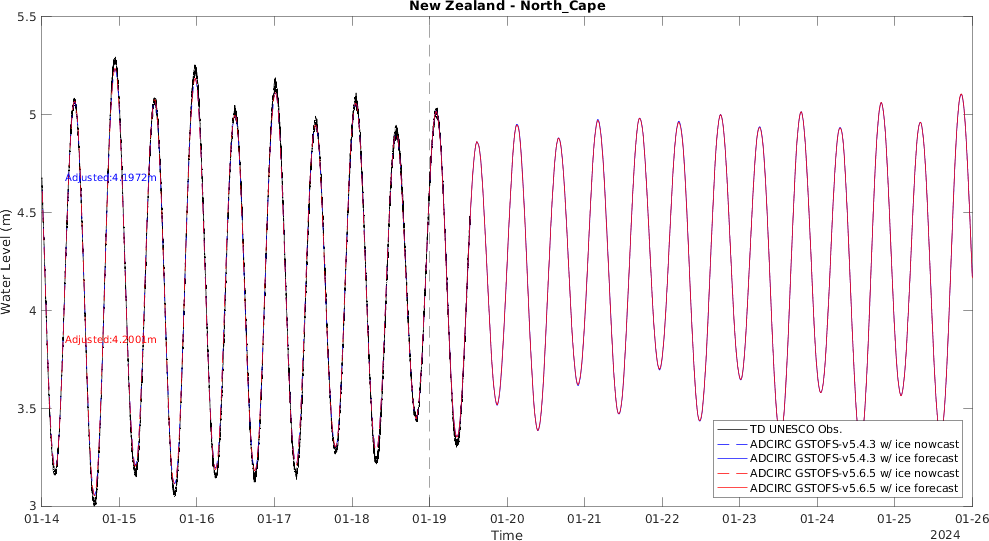 New Zealand - North_Cape
5.5
5
4.5
4
3.5
3
Water Level (m)
Adjusted:4.1972m
Adjusted:4.2001m
TD UNESCO Obs.
ADCIRC GSTOFS-v5.4.3 w/ ice nowcast
ADCIRC GSTOFS-v5.4.3 w/ ice forecast
ADCIRC GSTOFS-v5.6.5 w/ ice nowcast
ADCIRC GSTOFS-v5.6.5 w/ ice forecast
01-14 01-15 01-16 01-17 01-18 01-19 01-20 01-21 01-22 01-23 01-24 01-25 01-26
Time
2024